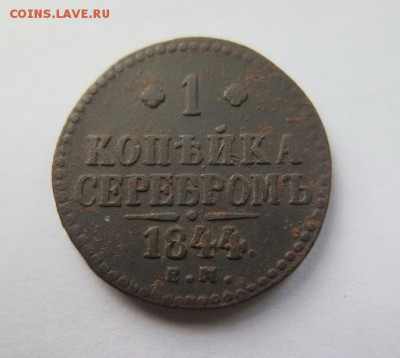 COINS.LAVE.RU
1
КОПѢЙКА
СЕРЕБРОМЪ
1844.
Е.М.